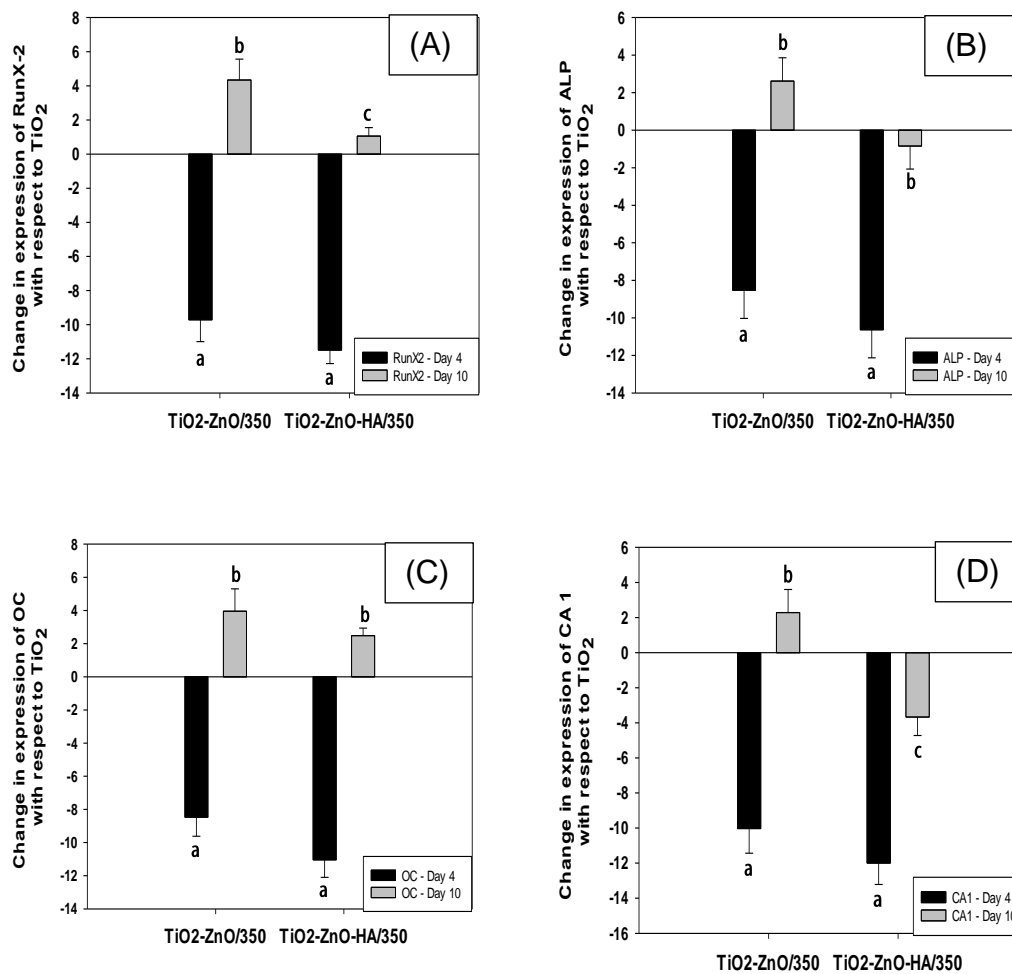 (A)
Change in expression of RunX-2
with respect to TiO2
8
6
4
2
0
-2
-4
-6
-8
-10
-12
-14
b
c
a
a
RunX2 - Day 4
RunX2 - Day 10
TiO2-ZnO/350 TiO2-ZnO-HA/350
(B)
Change in expression of ALP
with respect to TiO2
6
4
2
0
-2
-4
-6
-8
-10
-12
-14
b
b
a
a
ALP - Day 4
ALP - Day 10
TiO2-ZnO/350 TiO2-ZnO-HA/350
(C)
Change in expression of OC
with respect to TiO2
8
6
4
2
0
-2
-4
-6
-8
-10
-12
-14
b
b
a
a
OC - Day 4
OC - Day 10
TiO2-ZnO/350 TiO2-ZnO-HA/350
(D)
Change in expression of CA 1
with respect to TiO2
6
4
2
0
-2
-4
-6
-8
-10
-12
-14
-16
b
c
a
a
CA1 - Day 4
CA1 - Day 10
TiO2-ZnO/350 TiO2-ZnO-HA/350